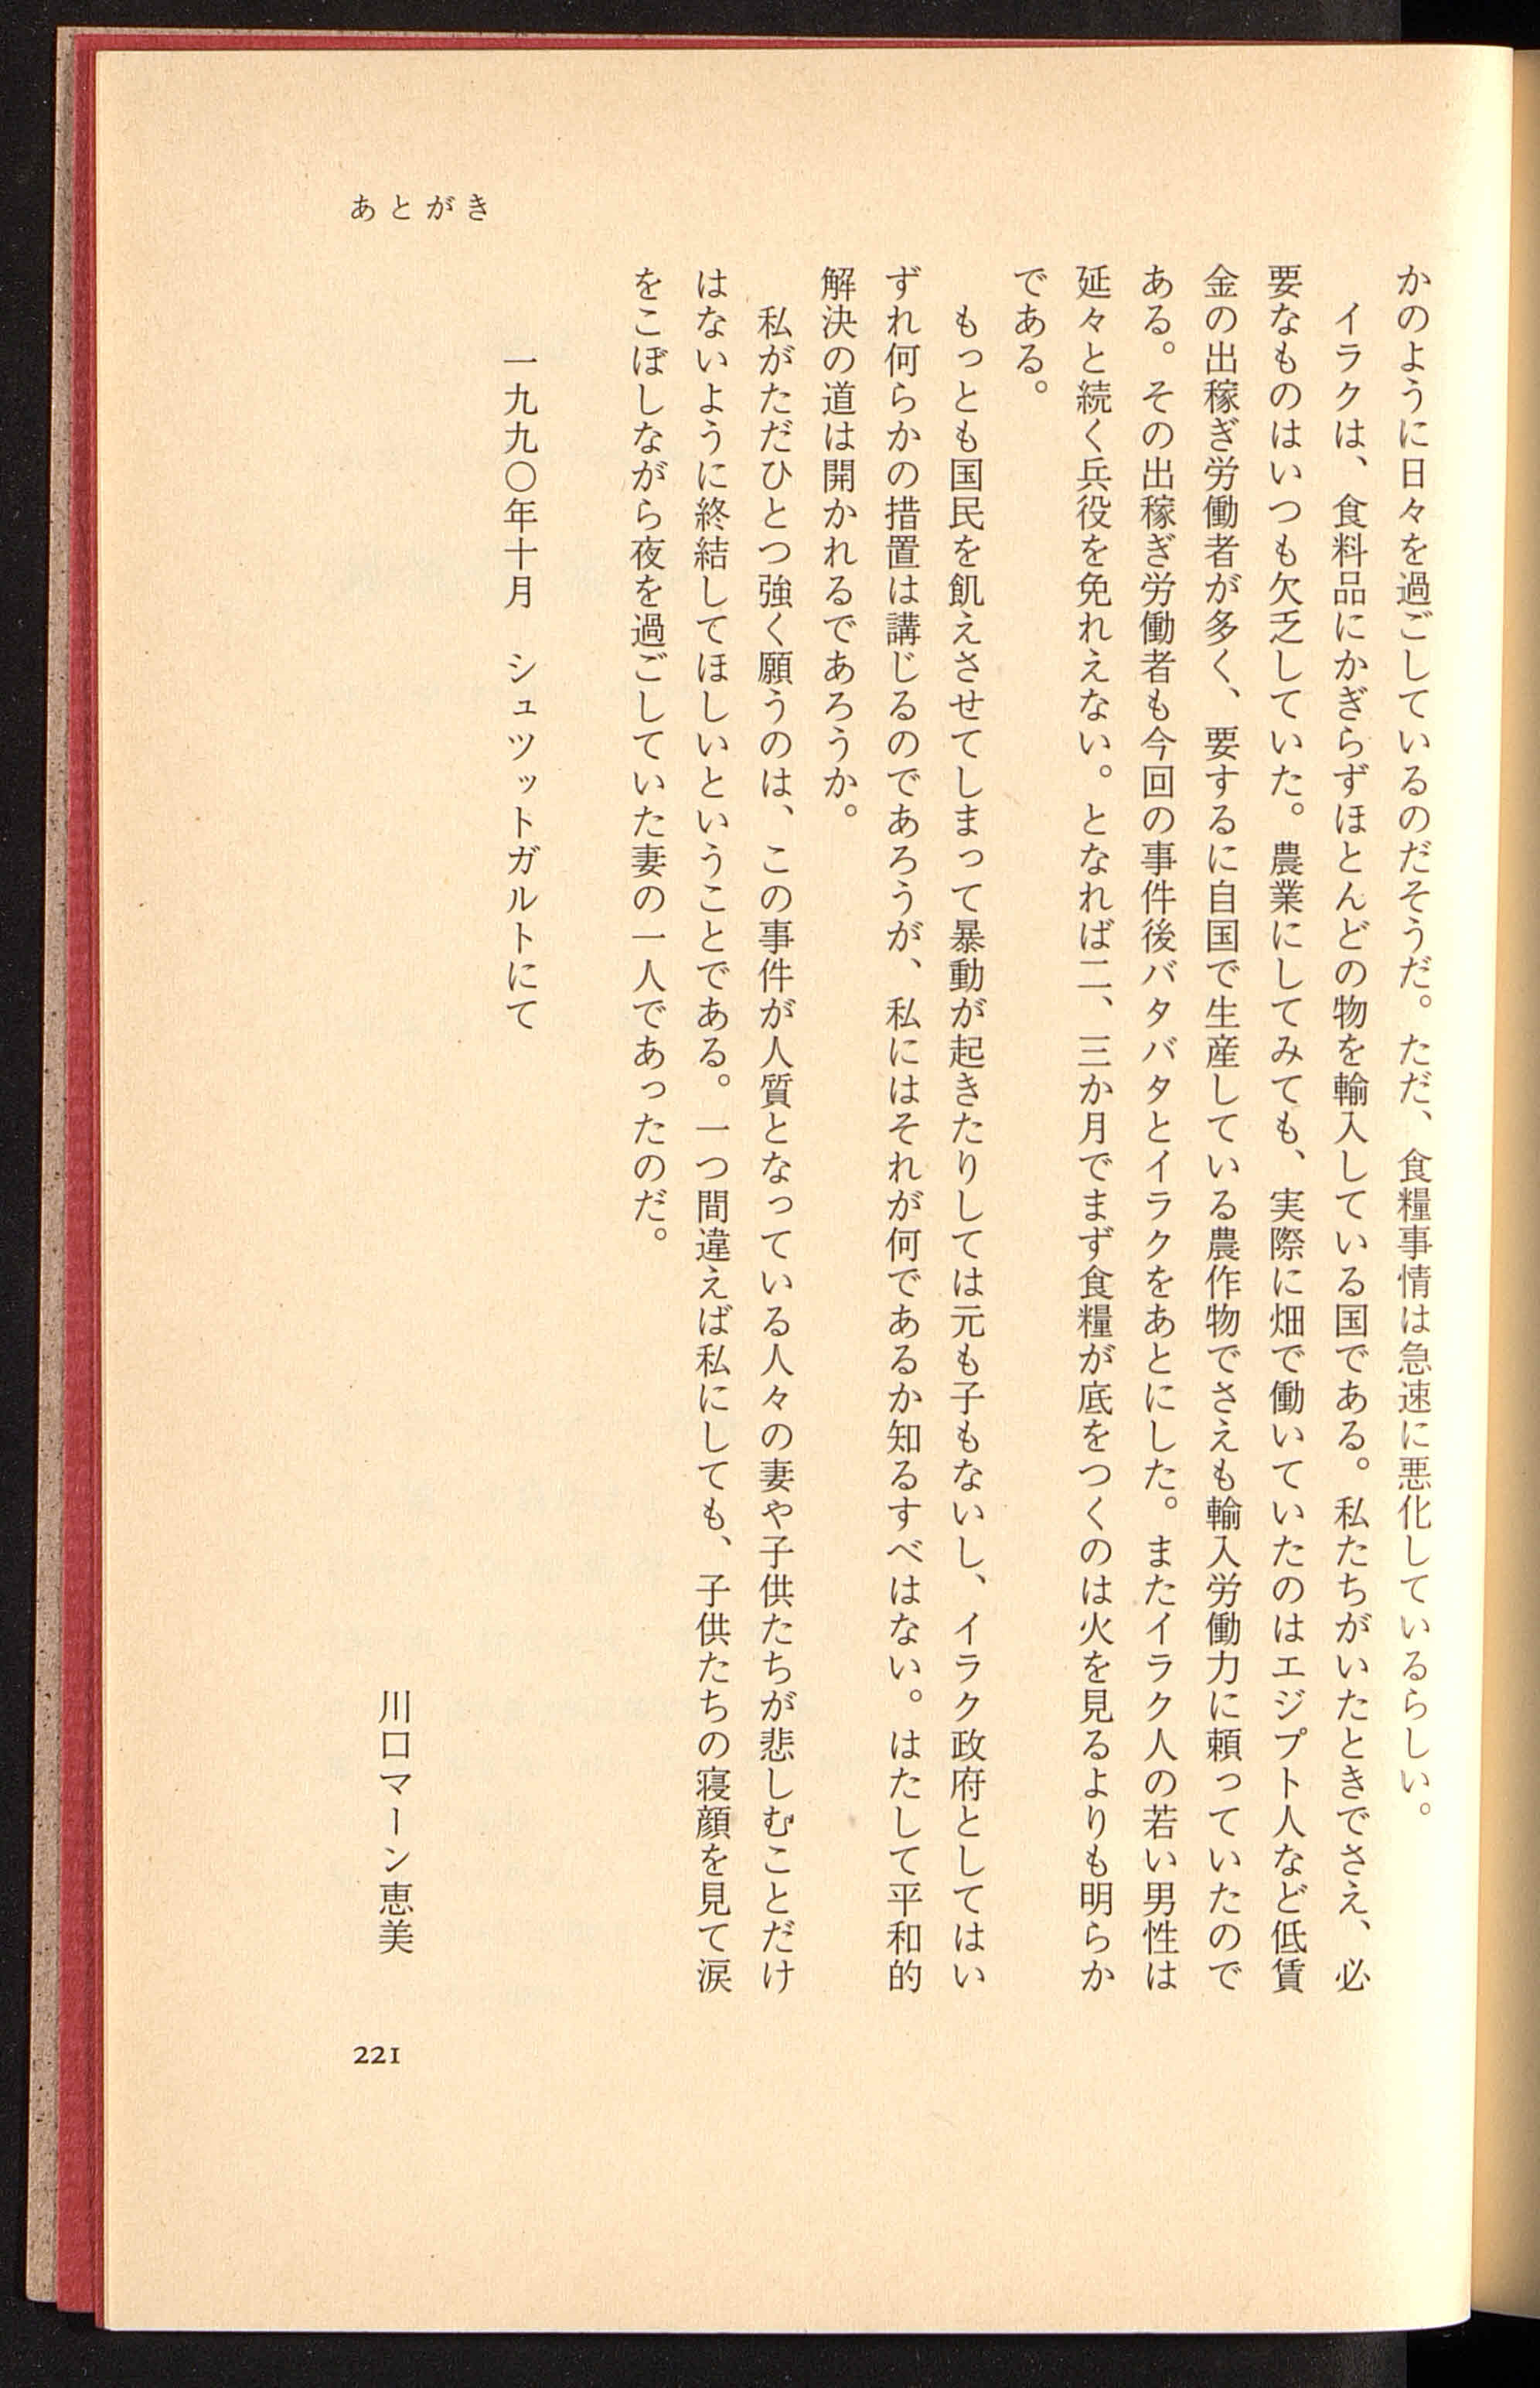 あとがき
かのように日々を過ごしているのだそうだ。ただ、食糧事情は急速に悪化しているらしい。
イラクは、食料品にかぎらずほとんどの物を輸入している国である。私たちがいたときでさえ、必
要なものはいつも欠乏していた。農業にしてみても、実際に畑で働いていたのはエジプト人など低賃
金の出稼ぎ労働者が多く、要するに自国で生産している農作物でさえも輸入労働力に頼っていたので
ある。その出稼ぎ労働者も今回の事件後バタバタとイラクをあとにした。またイラク人の若い男性は
延々と続く兵役を免れえない。となれば二、三か月でまず食糧が底をつくのは火を見るよりも明らか
である。
もっとも国民を飢えさせてしまって暴動が起きたりしては元も子もないし、イラク政府としてはい
ずれ何らかの措置は講じるのであろうが、私にはそれが何であるか知るすべはない。はたして平和的
解決の道は開かれるであろうか。
私がただひとつ強く願うのは、この事件が人質となっている人々の妻や子供たちが悲しむことだけ
はないように終結してほしいということである。一つ間違えば私にしても、子供たちの寝顔を見て涙
をこぼしながら夜を過ごしていた妻の一人であったのだ。
一九九〇年十月　シュツットガルトにて
川口マーン恵美
221